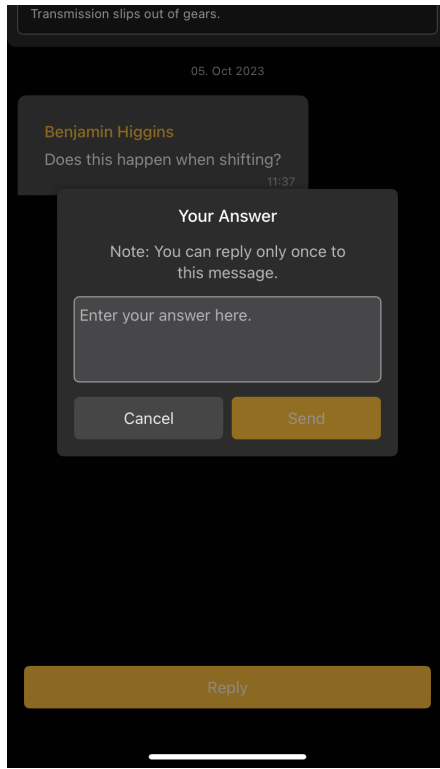 Transmission slips out of gears.
05. Oct 2023
Benjamin Higgins
Does this happen when shifting?
11:37
Your Answer
Note: You can reply only once to
this message.
Enter your answer here.
Cancel
Send
Reply